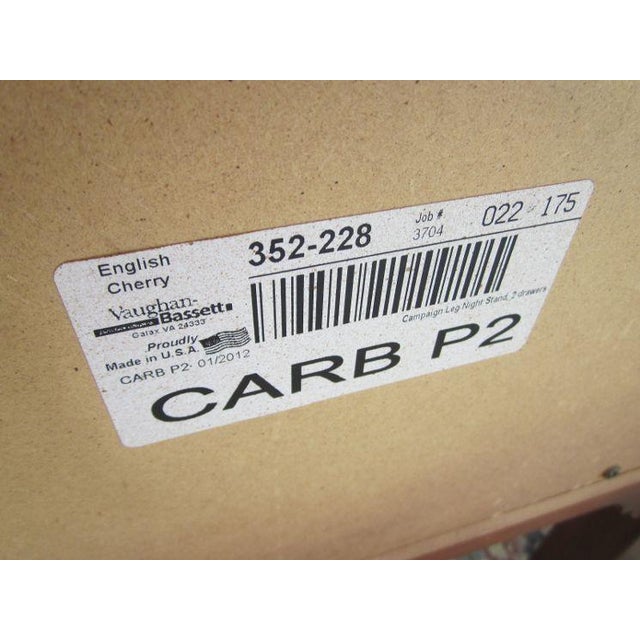 English
Cherry
352-228
Job #
3704
022 - 175
Vaughan-
Bassett
Galax VA 24333
Proudly
Made in U.S.A.
CARB P2- 01/2012
Campaign Leg Night Stand, 2 drawers
CARB P2